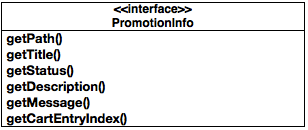 <<interface>>
PromotionInfo
getPath()
getTitle()
getStatus()
getDescription()
getMessage()
getCartEntryIndex()